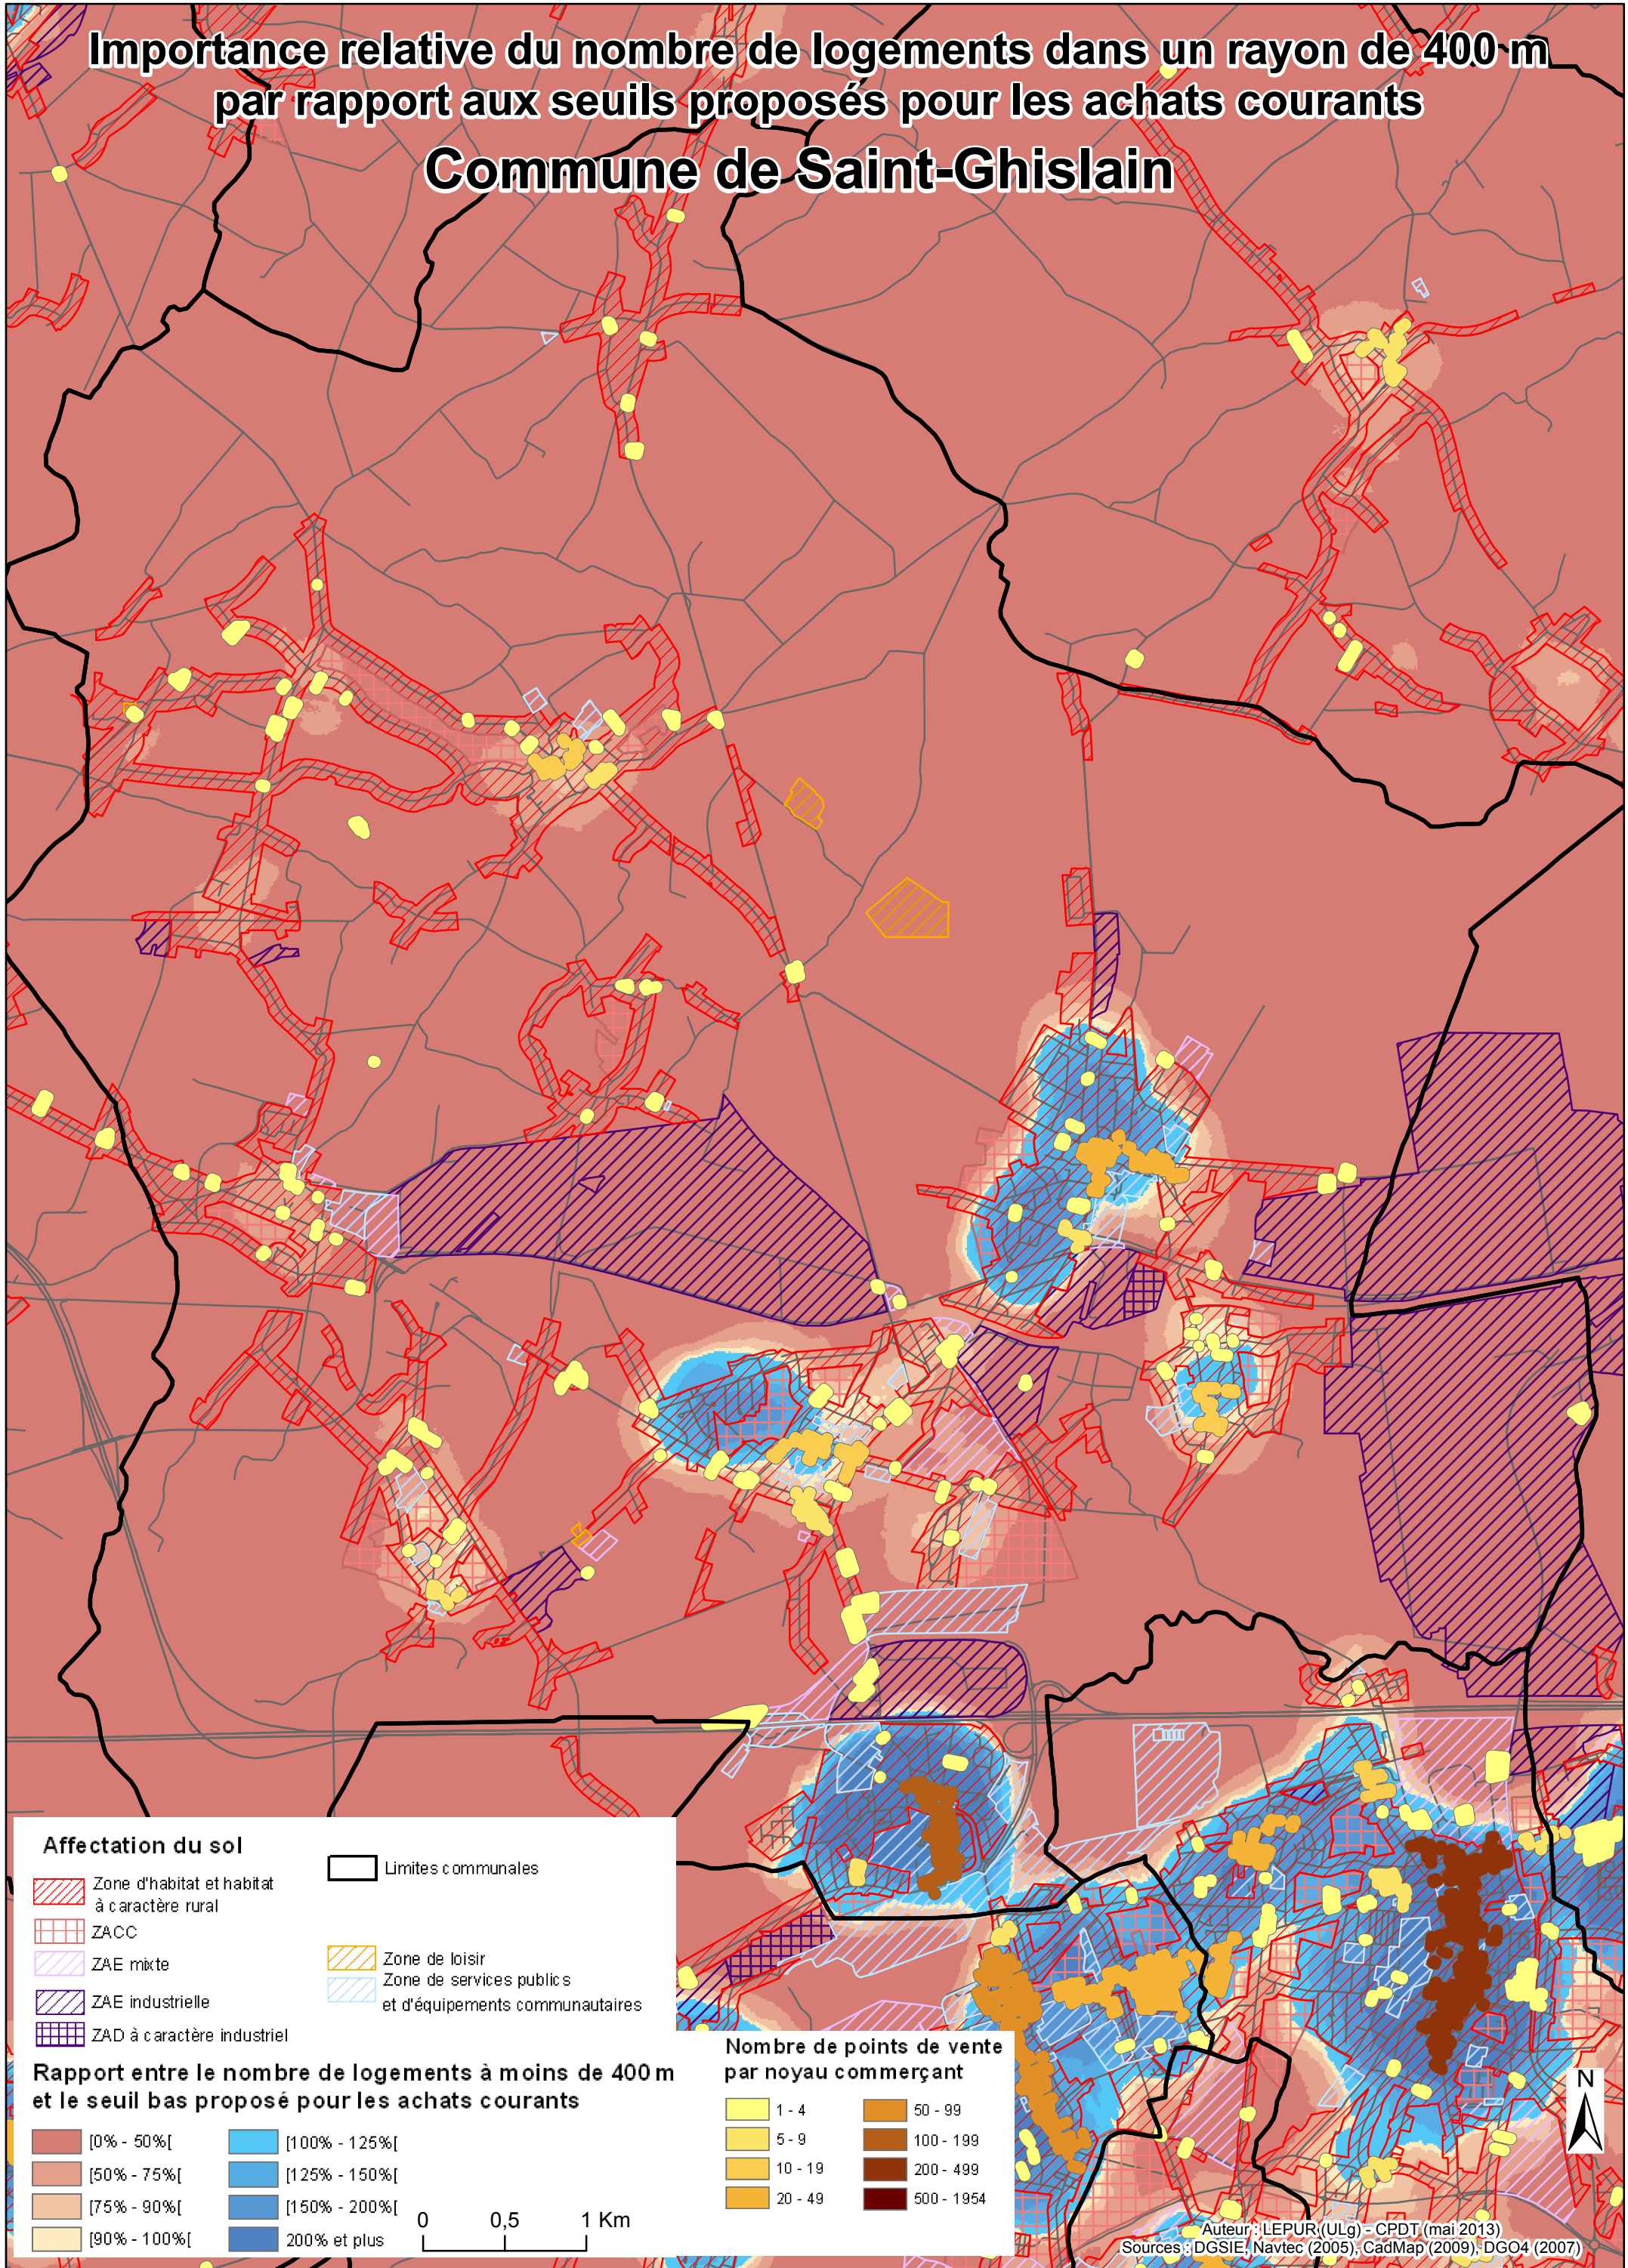 Importance relative du nombre de logements dans un rayon de 400 m
par rapport aux seuils proposés pour les achats courants
Commune de Saint-Ghislain
Affectation du sol
Zone d'habitat et habitat
à caractère rural
ZACC
ZAE mixte
ZAE industrielle
ZAD à caractère industriel
Limites communales
Zone de loisir
Zone de services publics
et d'équipements communautaires
Rapport entre le nombre de logements à moins de 400 m
et le seuil bas proposé pour les achats courants
[0% - 50%[
[50% - 75%[
[75% - 90%[
[90% - 100%[
[100% - 125%[
[125% - 150%[
[150% - 200%[
200% et plus
0 0,5 1 Km
Nombre de points de vente
par noyau commerçant
1 - 4
5 - 9
10 - 19
20 - 49
50 - 99
100 - 199
200 - 499
500 - 1954
N
Auteur : LEPUR (ULg) - CPDT (mai 2013)
Sources : DGSIE, Navtec (2005), CadMap (2009), DGO4 (2007)